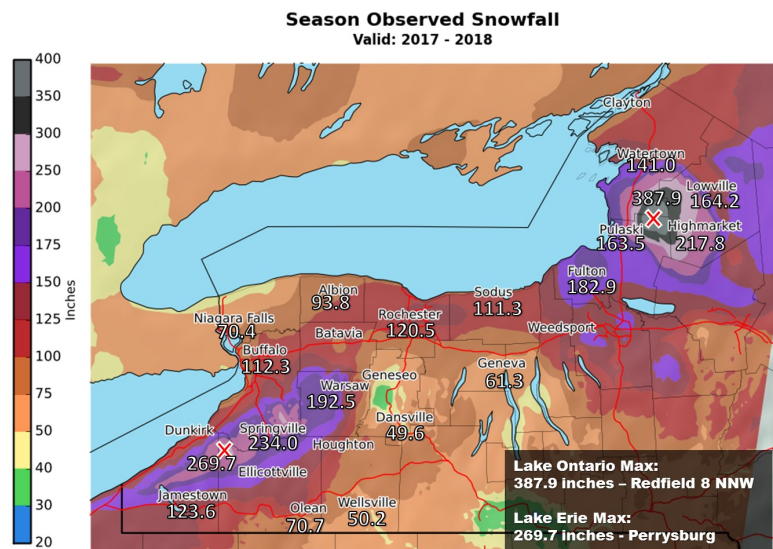 Season Observed Snowfall
Valid: 2017 - 2018
400
350
300
250
200
175
150
125
100
75
50
40
30
20
Inches
Clayton
Watertown
141.0
Lowville
387.9 164.2
Highmarket
Pulaski
163.5 217.8
Fulton
182.9
Albion
93.8
Sodus
111.3
Niagara Falls
70.4
Rochester
120.5
Batavia
Weedsport
Buffalo
112.3
Geneva
61.3
Geneseo
Warsaw
192.5
Dansville
49.6
Dunkirk
Springville
234.0
Houghton
269.7
Ellicottville
Jamestown
123.6
Olean
70.7
Wellsville
50.2
Lake Ontario Max:
387.9 inches – Redfield 8 NNW
Lake Erie Max:
269.7 inches - Perrysburg